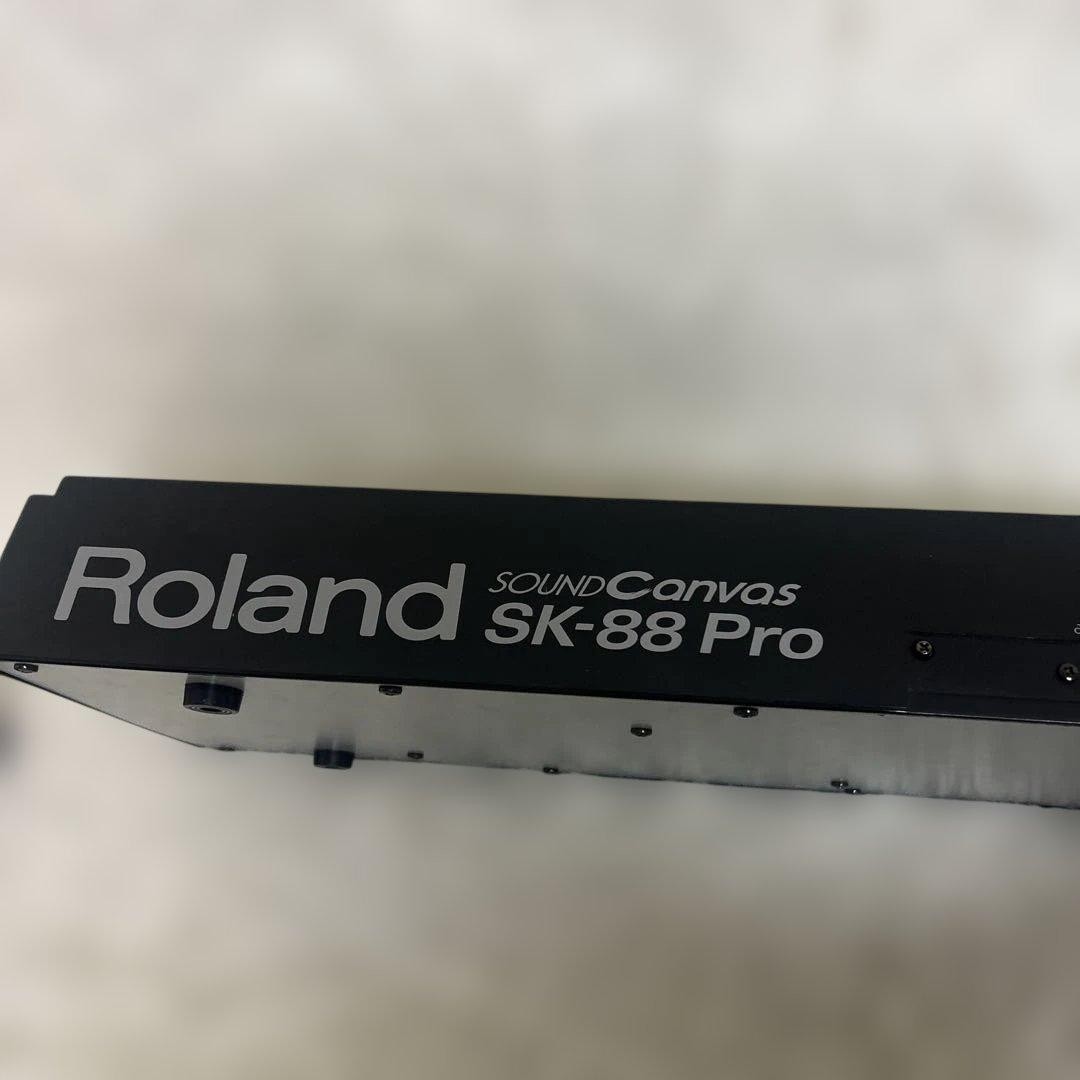 Roland
SOUND Canvas
SK-88 Pro